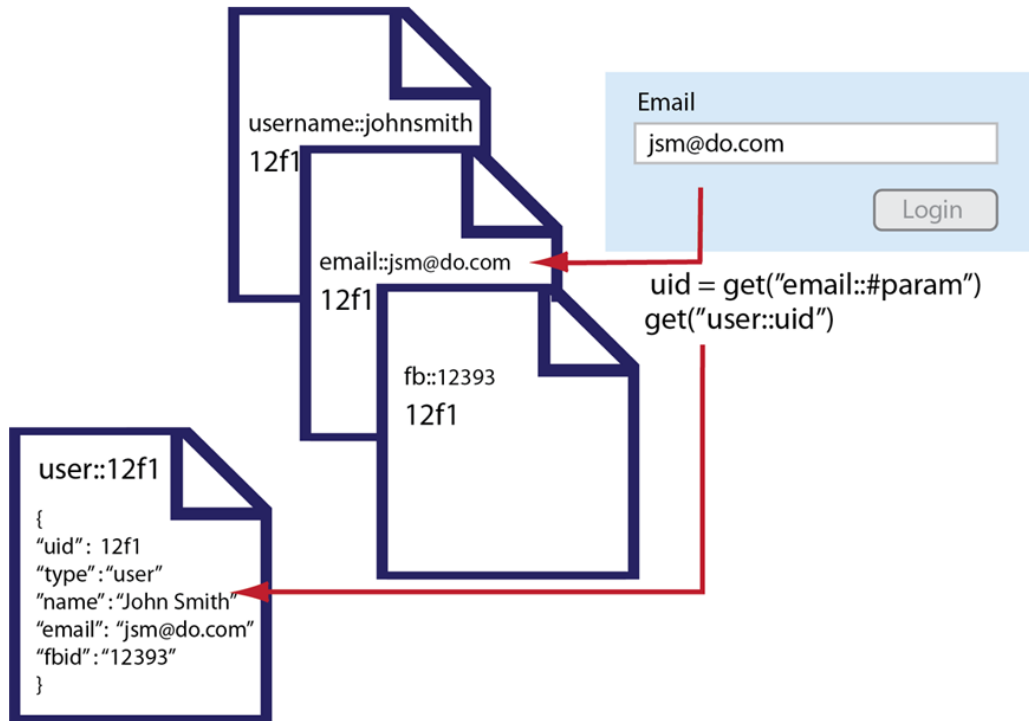 username::johnsmith
12f1
email::jsm@do.com
12f1
fb::12393
12f1
Email
jsm@do.com
Login
uid = get(”email::#param”)
get(”user::uid”)
user::12f1
{
“uid” : 12f1
“type” : “user”
”name” : “John Smith”
“email” : “jsm@do.com”
“fbid” : “12393”
}